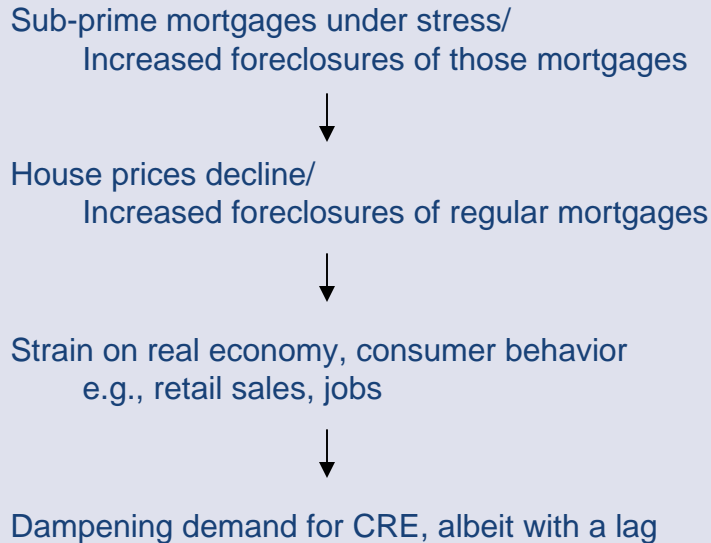 Sub-prime mortgages under stress/
Increased foreclosures of those mortgages
House prices decline/
Increased foreclosures of regular mortgages
Strain on real economy, consumer behavior
e.g., retail sales, jobs
Dampening demand for CRE, albeit with a lag